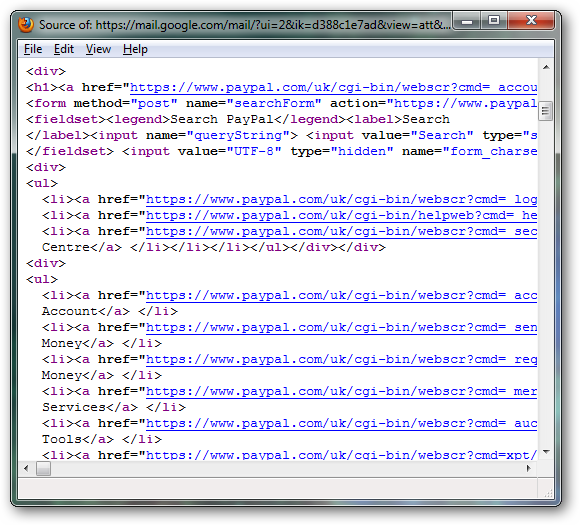 Source of: https://mail.google.com/mail/?ui=2&ik=d388c1e7ad&view=att&...
File Edit View Help
<div>
<h1><a href="https://www.paypal.com/uk/cgi-bin/webscr?cmd=_accou
<form method="post" name="searchForm" action="https://www.paypal
<fieldset><legend>Search PayPal</legend><label>Search
</label><input name="queryString"> <input value="Search" type="s
</fieldset> <input value="UTF-8" type="hidden" name="form_charse
<div>
<ul>
<li><a href="https://www.paypal.com/uk/cgi-bin/webscr?cmd=_log
<li><a href="https://www.paypal.com/uk/cgi-bin/helpweb?cmd=_he
<li><a href="https://www.paypal.com/uk/cgi-bin/webscr?cmd=_sec
Centre</a> </li></li></li></ul></div></div>
<div>
<ul>
<li><a href="https://www.paypal.com/uk/cgi-bin/webscr?cmd=_acc
Account</a> </li>
<li><a href="https://www.paypal.com/uk/cgi-bin/webscr?cmd=_sen
Money</a> </li>
<li><a href="https://www.paypal.com/uk/cgi-bin/webscr?cmd=_req
Money</a> </li>
<li><a href="https://www.paypal.com/uk/cgi-bin/webscr?cmd=_mer
Services</a> </li>
<li><a href="https://www.paypal.com/uk/cgi-bin/webscr?cmd=_auc
Tools</a> </li>
<li><a href="https://www.paypal.com/uk/cgi-bin/webscr?cmd=xpt/